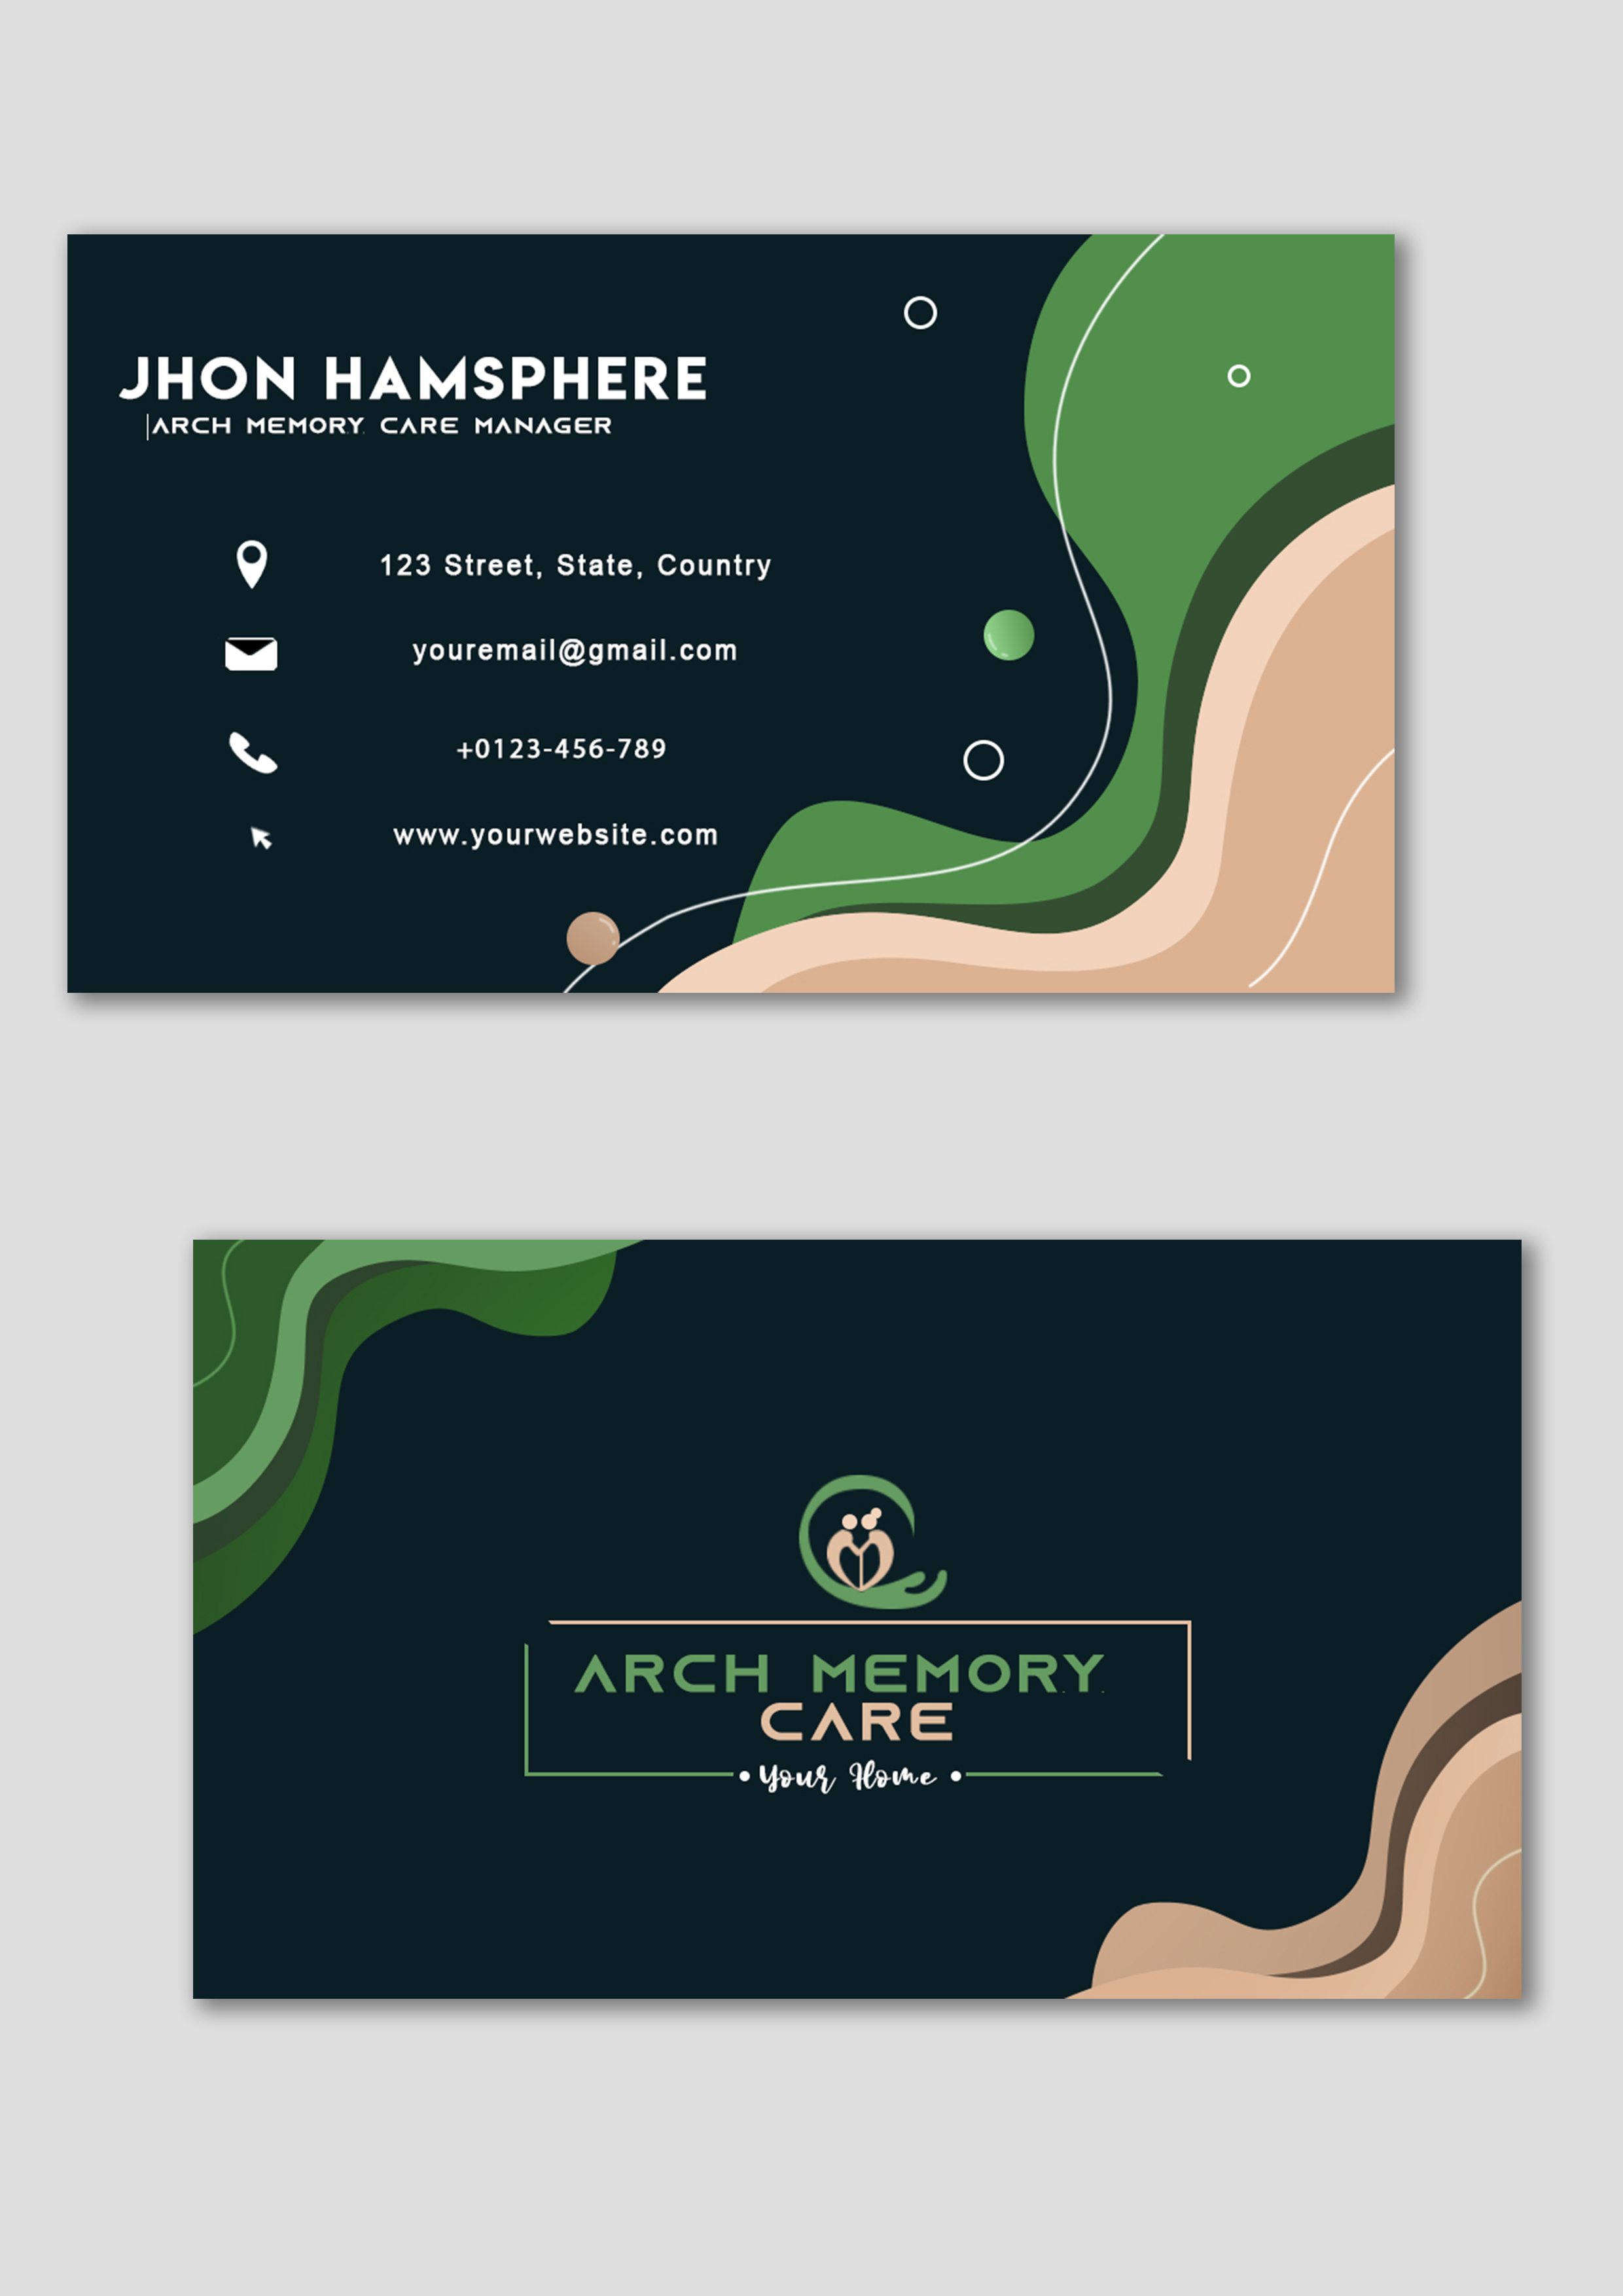 JHON HAMSPHERE
ARCH MEMORY CARE MANAGER
123 Street, State, Country
youremail@gmail.com
+0123-456-789
www.yourwebsite.com
ARCH MEMORY
CARE
• Your Home •